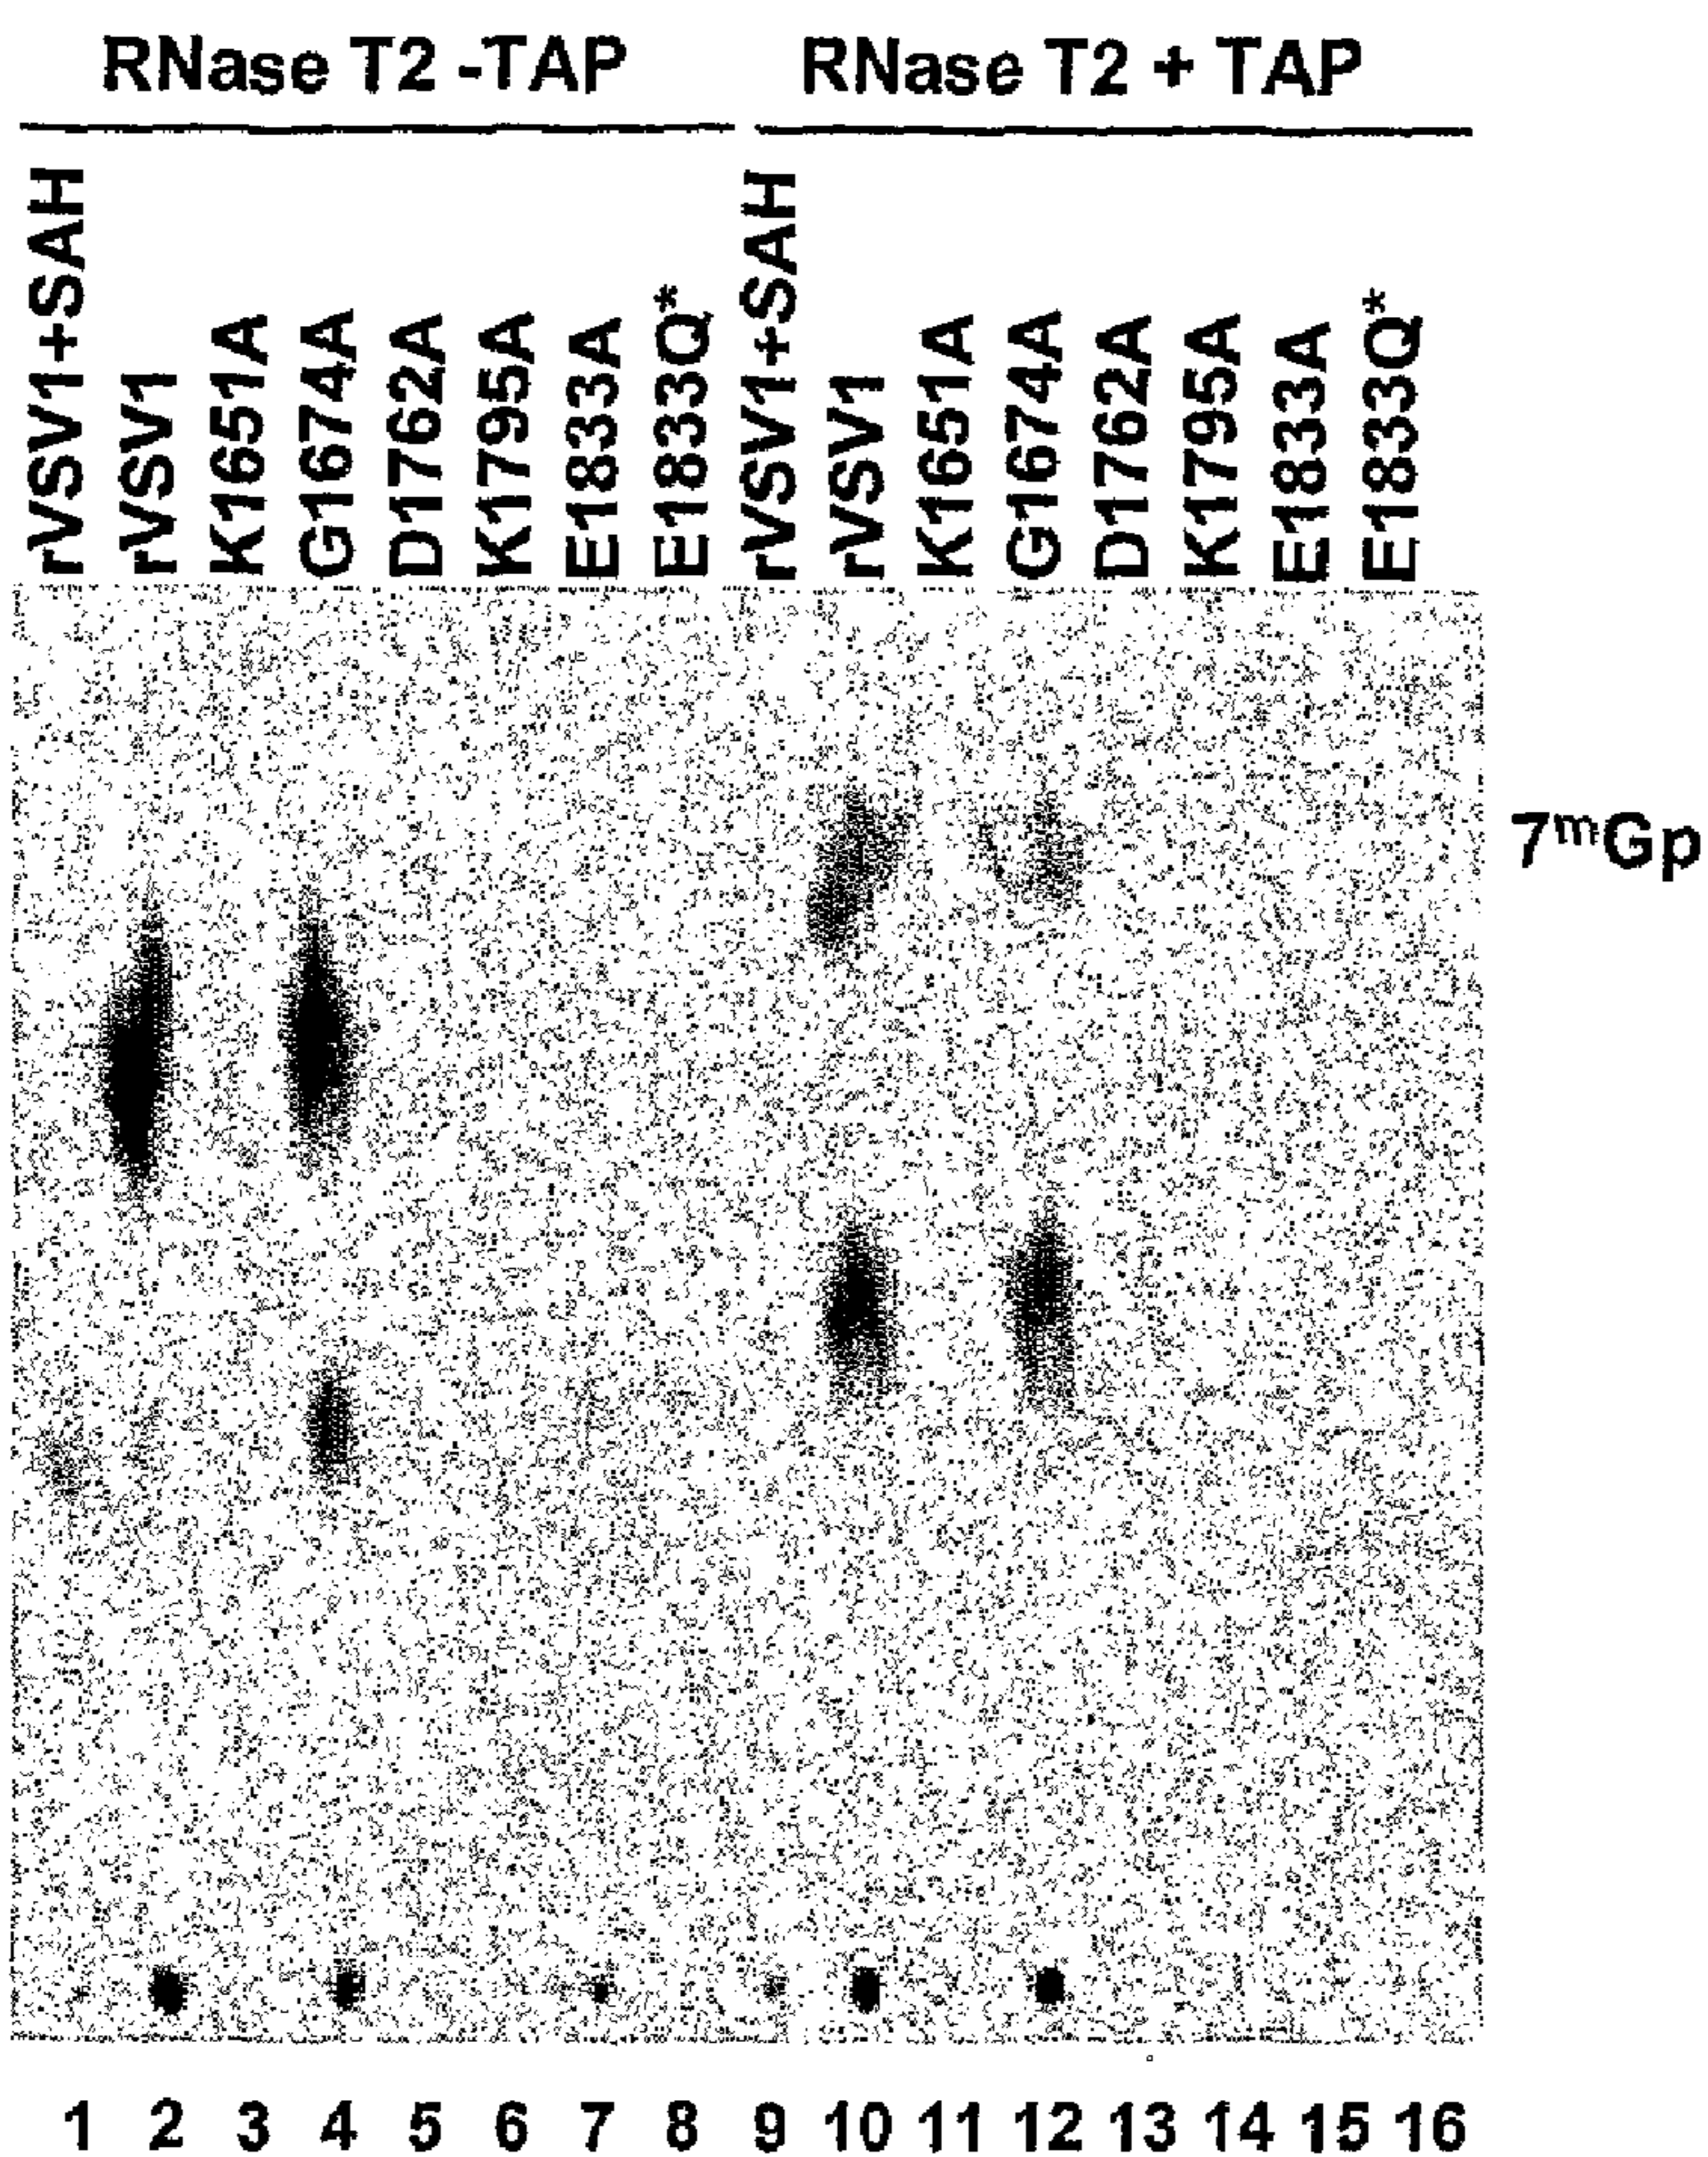 RNase T2 -TAP RNase T2 + TAP
rVSV1+SAH rVSV1 K1651A G1674A D1762A K1795A E1833A E1833Q* rVSV1+SAH rVSV1 K1651A G1674A D1762A K1795A E1833A E1833Q*
7ᵐGp
1 2 3 4 5 6 7 8 9 10 11 12 13 14 15 16